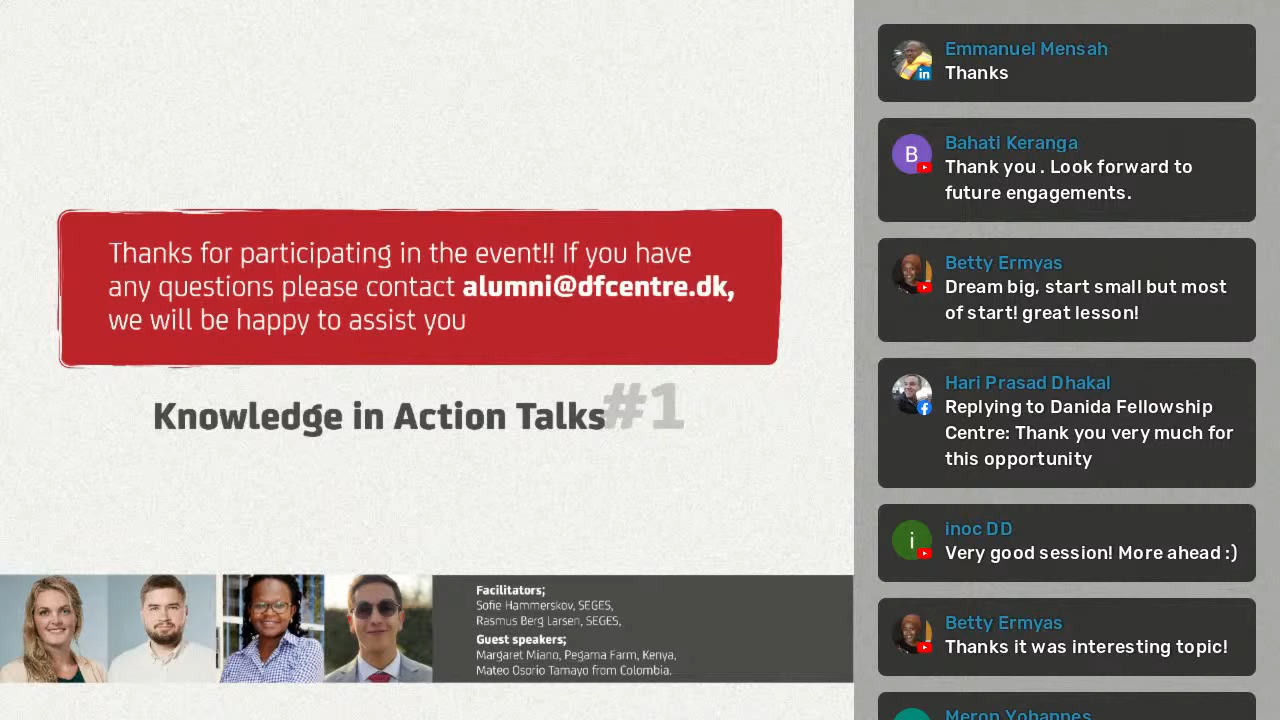 Thanks for participating in the event!! If you have
any questions please contact alumni@dfcentre.dk,
we will be happy to assist you
Knowledge in Action Talks #1
Facilitators;
Sofie Hammerskov, SEGES,
Rasmus Berg Larsen, SEGES,
Guest speakers;
Margaret Miano, Pegama Farm, Kenya,
Mateo Osorio Tamayo from Colombia.
Emmanuel Mensah
Thanks
B
Bahati Keranga
Thank you . Look forward to
future engagements.
Betty Ermyas
Dream big, start small but most
of start! great lesson!
Hari Prasad Dhakal
Replying to Danida Fellowship
Centre: Thank you very much for
this opportunity
i
inoc DD
Very good session! More ahead :)
Betty Ermyas
Thanks it was interesting topic!
Meron Yohannes